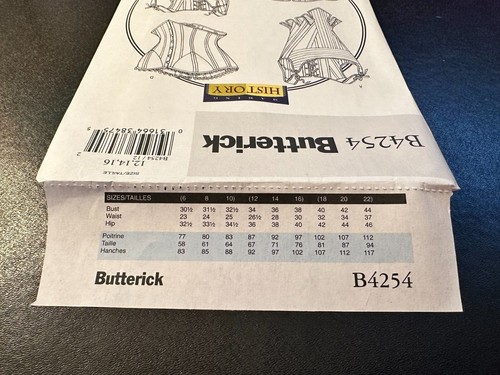 MAKING
HISTORY
B4254 Butterick
B4254 / 12
12,14,16
SIZE/TAILLE
SIZES/TAILLES (6 8 10) (12 14 16) (18 20 22)
Bust 30½ 31½ 32½ 34 36 38 40 42 44
Waist 23 24 25 26½ 28 30 32 34 37
Hip 32½ 33½ 34½ 36 38 40 42 44 46
Poitrine 77 80 83 87 92 97 102 107 112
Taille 58 61 64 67 71 76 81 87 94
Hanches 83 85 88 92 97 102 107 112 117
Butterick B4254